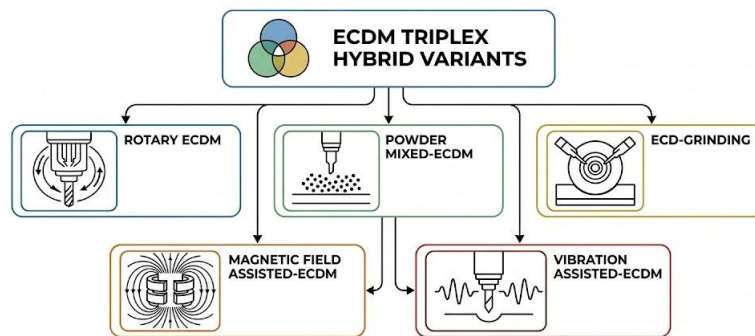 ECDM TRIPLEX
HYBRID VARIANTS
ROTARY ECDM
POWDER
MIXED-ECDM
ECD-GRINDING
MAGNETIC FIELD
ASSISTED-ECDM
VIBRATION
ASSISTED-ECDM